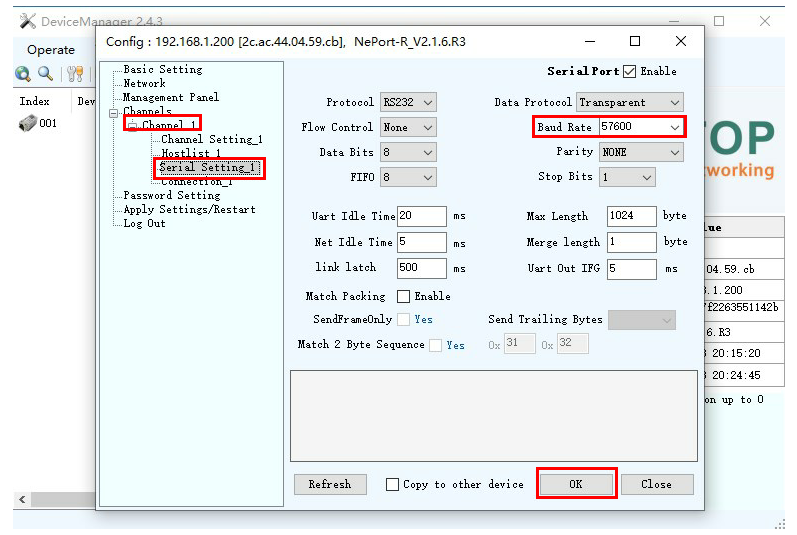 DeviceManager 2.4.3
Config : 192.168.1.200 [2c.ac.44.04.59.cb], NePort-R_V2.1.6.R3
Operate
Index Dev
001
Basic Setting
Network
Management Panel
Channels
Channel_1
Channel Setting_1
Hostlist_1
Serial Setting_1
Connection_1
Password Setting
Apply Settings/Restart
Log Out
Serial Port Enable
Protocol RS232 Data Protocol Transparent
Flow Control None Baud Rate 57600
Data Bits 8 Parity NONE
FIFO 8 Stop Bits 1
Uart Idle Time 20 ms Max Length 1024 byte
Net Idle Time 5 ms Merge length 1 byte
link latch 500 ms Uart Out IFG 5 ms
Match Packing Enable
SendFrameOnly Yes Send Trailing Bytes
Match 2 Byte Sequence Yes 0x 31 0x 32
Refresh Copy to other device OK Close
OP
working
lue
04.59.cb
.1.200
7f2263551142b
6.R3
20:15:20
20:24:45
on up to 0